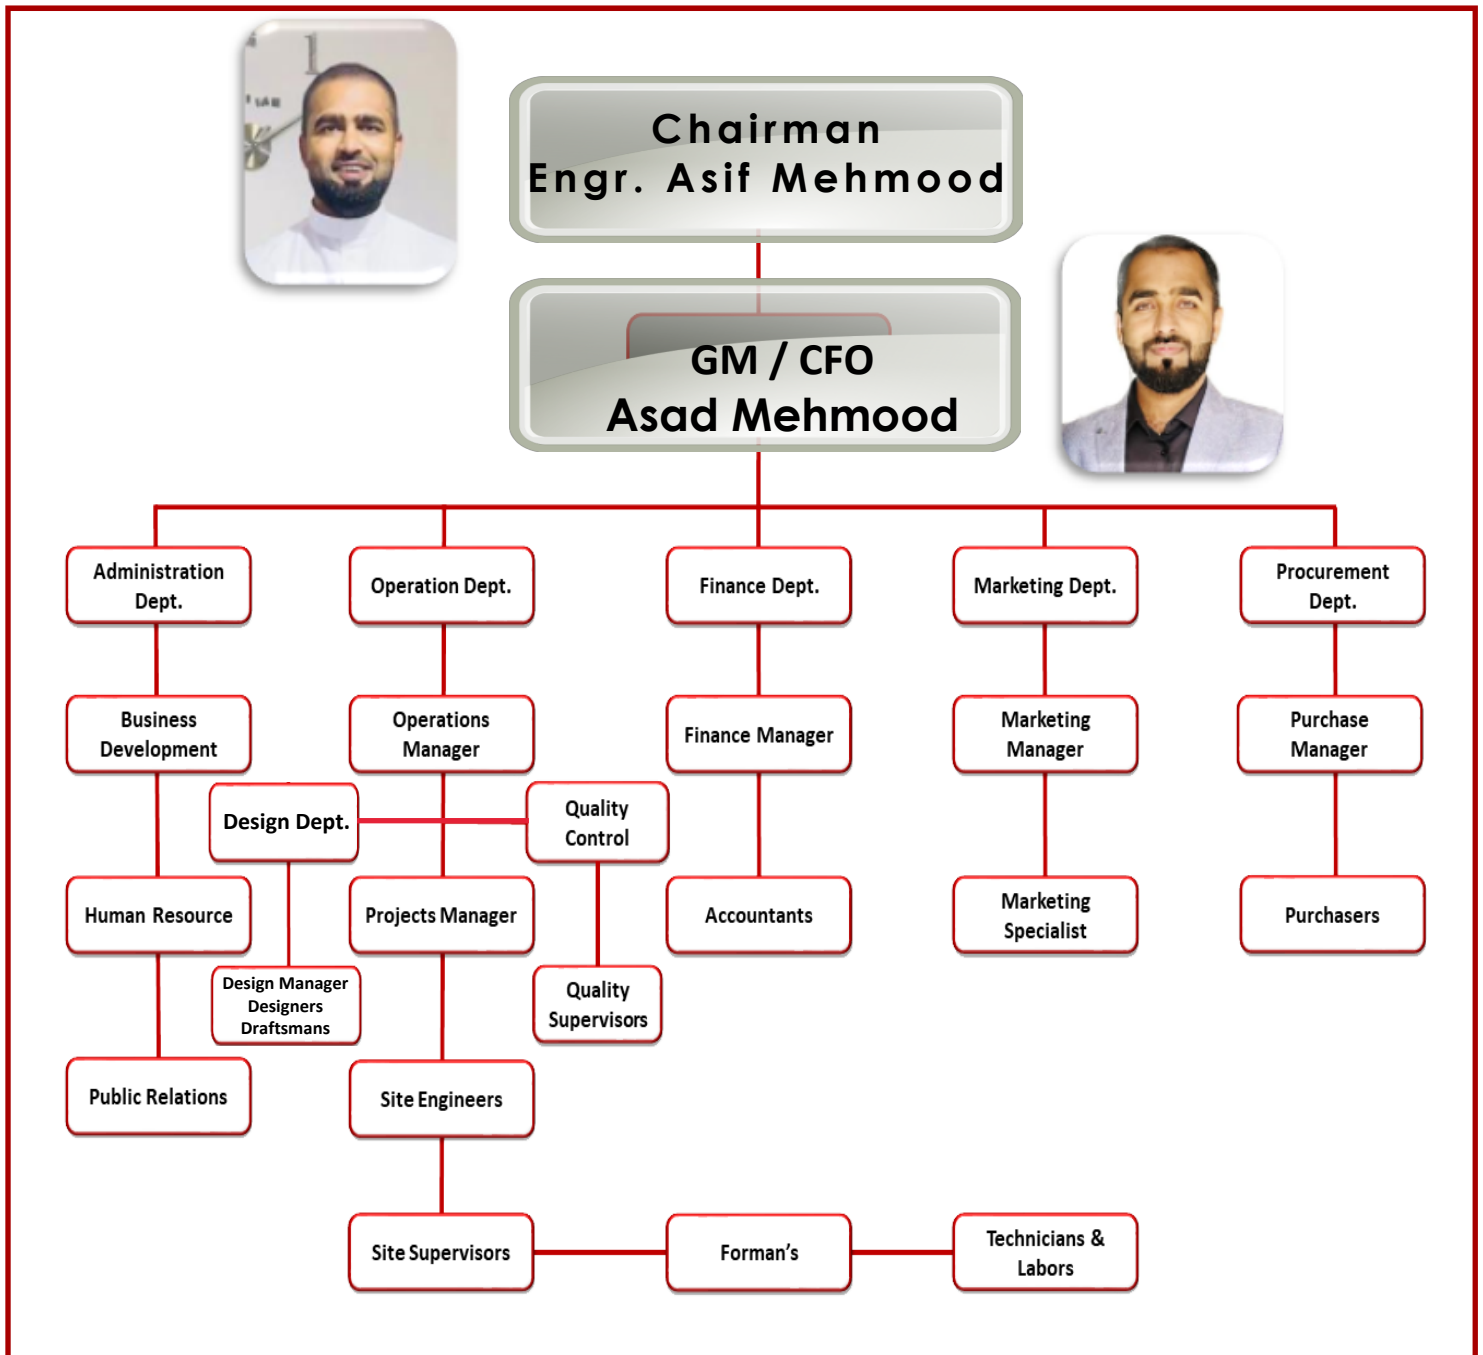 Chairman
Engr. Asif Mehmood
GM / CFO
Asad Mehmood
Administration
Dept.
Operation Dept.
Finance Dept.
Marketing Dept.
Procurement
Dept.
Business
Development
Operations
Manager
Finance Manager
Marketing
Manager
Purchase
Manager
Design Dept.
Quality
Control
Human Resource
Projects Manager
Accountants
Marketing
Specialist
Purchasers
Design Manager
Designers
Draftsmans
Quality
Supervisors
Public Relations
Site Engineers
Site Supervisors
Forman’s
Technicians &
Labors